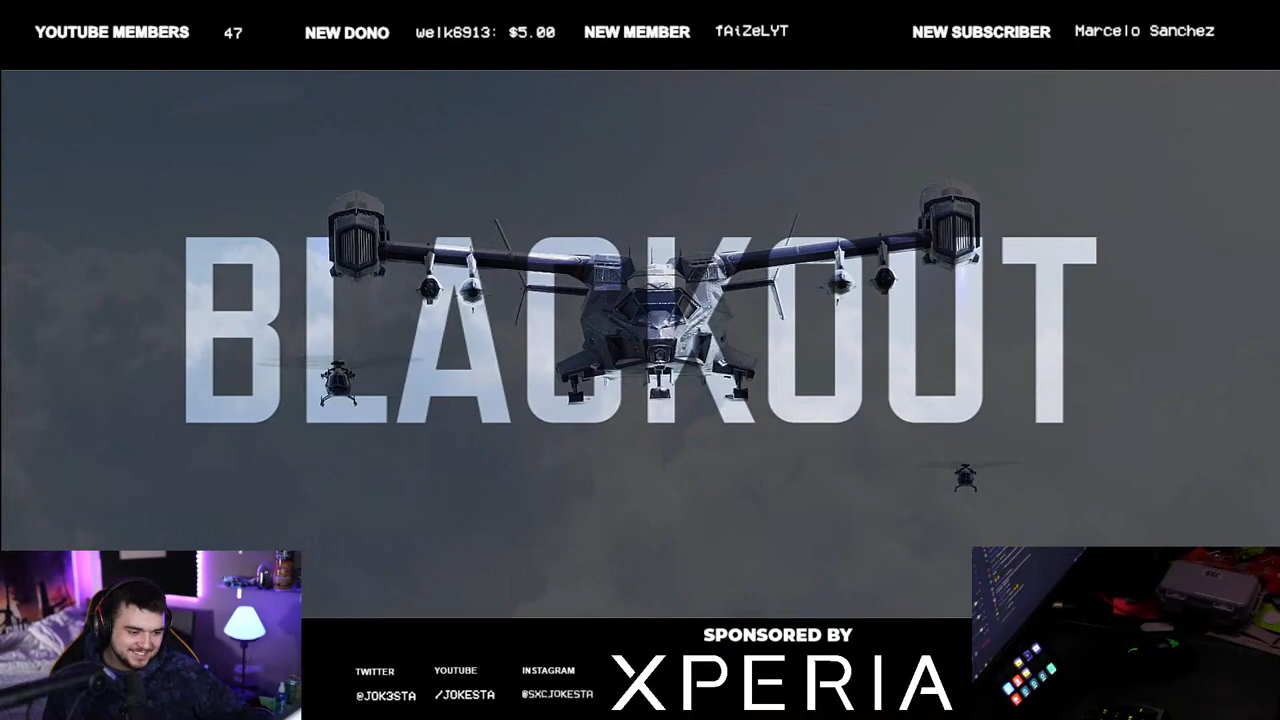 YOUTUBE MEMBERS 47 NEW DONO welk6913: $5.00 NEW MEMBER fAiZeLYT NEW SUBSCRIBER Marcelo Sanchez
BLACKOUT
SPONSORED BY
XPERIA
TWITTER YOUTUBE INSTAGRAM
@JOK3STA /JOKESTA @SXCJOKESTA